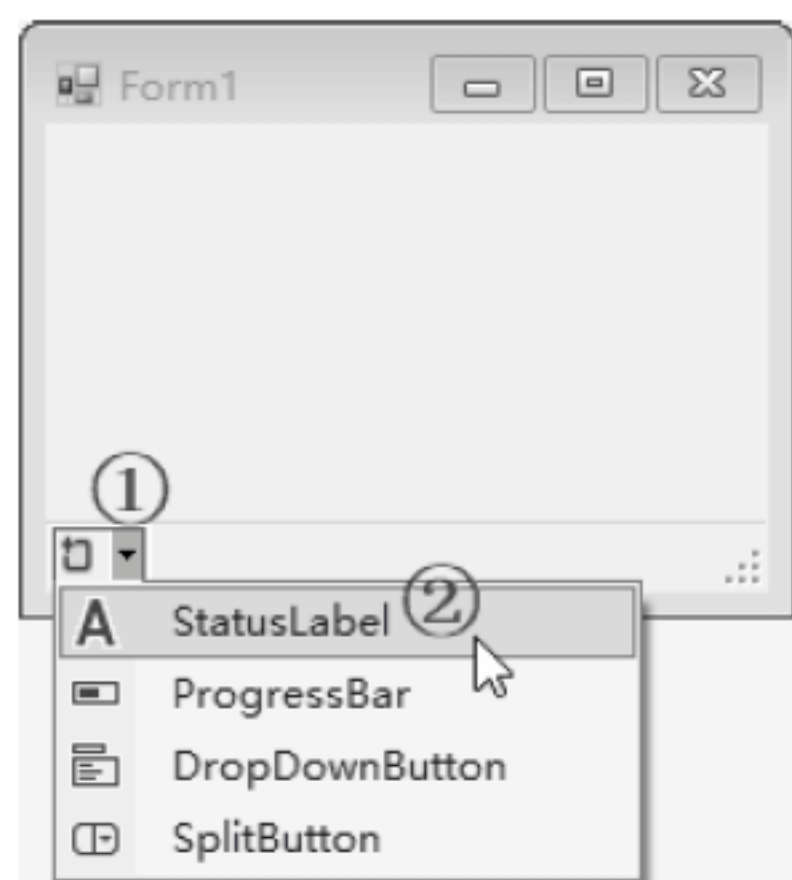 Form1
①
StatusLabel ②
ProgressBar
DropDownButton
SplitButton